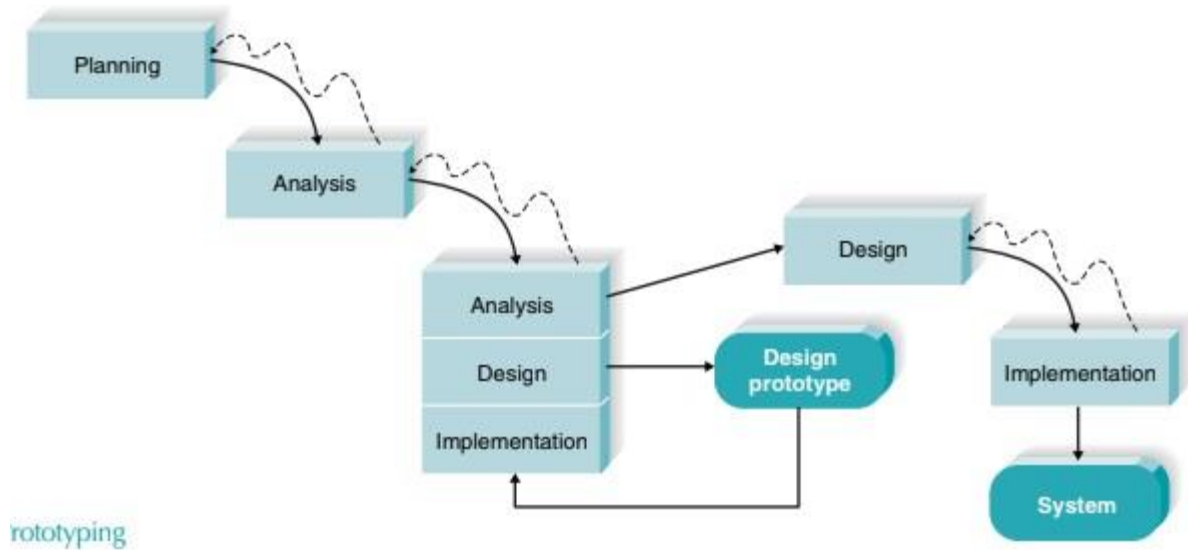 Planning
Analysis
Analysis
Design
Implementation
Design
prototype
Design
Implementation
System
rototyping